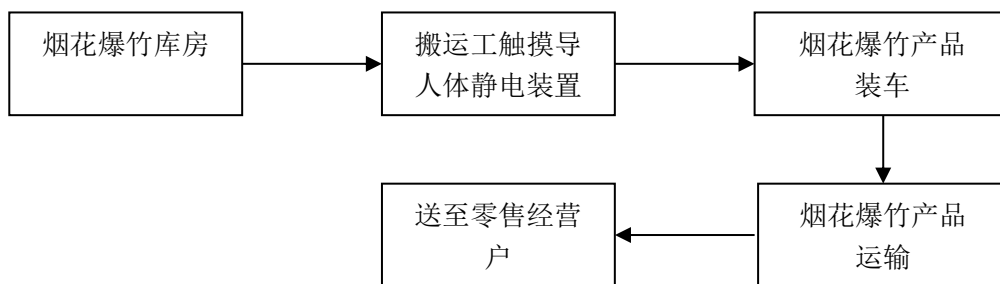 烟花爆竹库房
搬运工触摸导
人体静电装置
烟花爆竹产品
装车
烟花爆竹产品
运输
送至零售经营
户